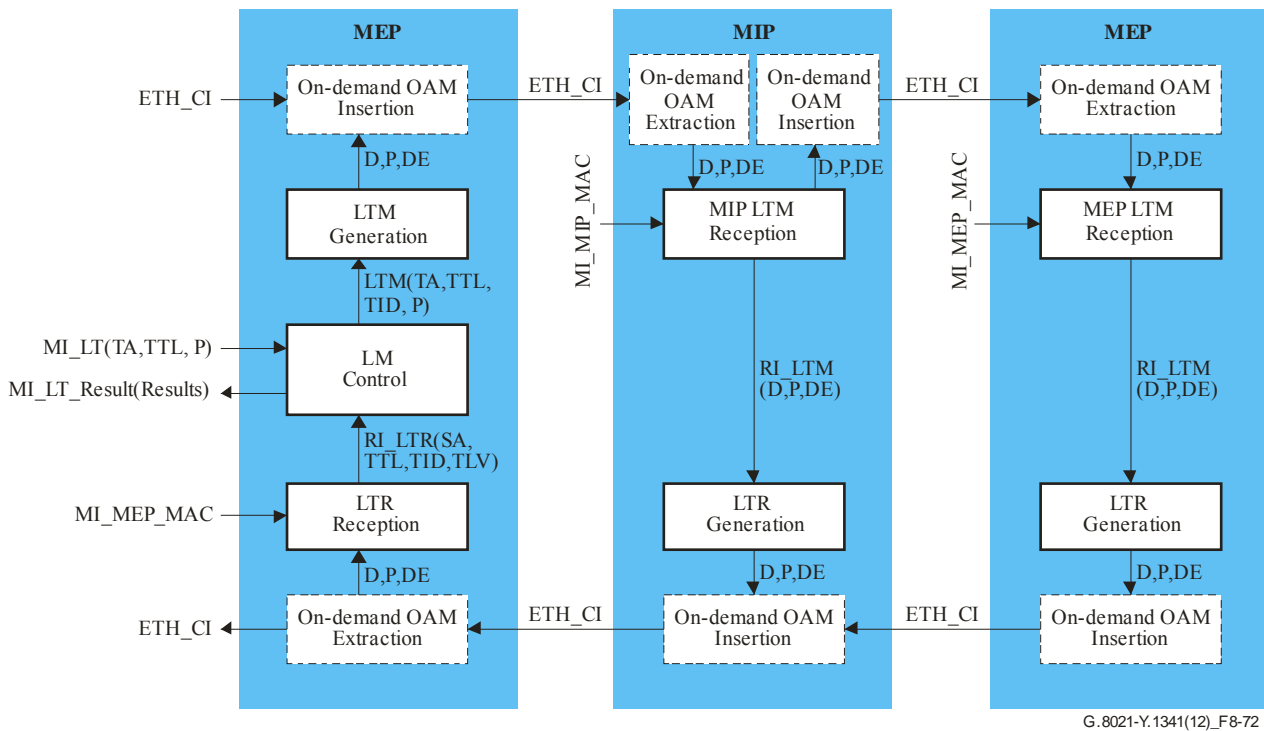 MEP
MIP
MEP
ETH_CI
On-demand OAM
Insertion
ETH_CI
On-demand
OAM
Extraction
On-demand
OAM
Insertion
ETH_CI
On-demand OAM
Extraction
D,P,DE
D,P,DE
D,P,DE
D,P,DE
LTM
Generation
MI_MIP_MAC
MIP LTM
Reception
MI_MEP_MAC
MEP LTM
Reception
LTM(TA,TTL,
TID, P)
MI_LT(TA,TTL, P)
MI_LT_Result(Results)
LM
Control
RI_LTM
(D,P,DE)
RI_LTM
(D,P,DE)
RI_LTR(SA,
TTL,TID,TLV)
MI_MEP_MAC
LTR
Reception
LTR
Generation
LTR
Generation
D,P,DE
D,P,DE
D,P,DE
ETH_CI
On-demand OAM
Extraction
ETH_CI
On-demand OAM
Insertion
ETH_CI
On-demand OAM
Insertion
G.8021-Y.1341(12)_F8-72